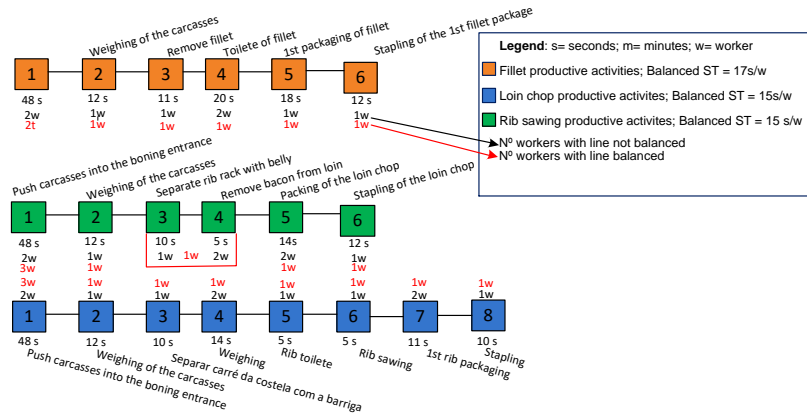 Weighing of the carcasses
Remove fillet
Toilete of fillet
1st packaging of fillet
Stapling of the 1st fillet package
1 2 3 4 5 6
48 s 12 s 11 s 20 s 18 s 12 s
2w 1w 1w 2w 1w 1w
2t 1w 1w 1w 1w 1w
Legend: s= seconds; m= minutes; w= worker
Fillet productive activities; Balanced ST = 17s/w
Loin chop productive activites; Balanced ST = 15s/w
Rib sawing productive activites; Balanced ST = 15 s/w
Nº workers with line not balanced
Nº workers with line balanced
Push carcasses into the boning entrance
Weighing of the carcasses
Separate rib rack with belly
Remove bacon from loin
Packing of the loin chop
Stapling of the loin chop
1 2 3 4 5 6
48 s 12 s 10 s 5 s 14s 12 s
2w 1w 1w 1w 2w 2w 1w
3w 1w 1w 1w
3w 1w 1w 1w 1w 1w 1w 1w
2w 1w 1w 2w 1w 1w 2w 1w
1 2 3 4 5 6 7 8
48 s 12 s 10 s 14 s 5 s 5 s 11 s 10 s
Push carcasses into the boning entrance
Weighing of the carcasses
Separar carré da costela com a barriga
Weighing
Rib toilete
Rib sawing
1st rib packaging
Stapling